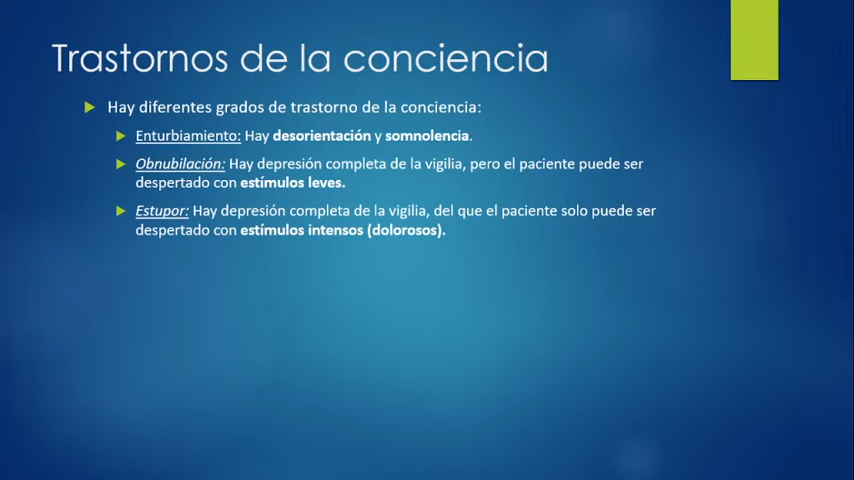 Trastornos de la conciencia
Hay diferentes grados de trastorno de la conciencia:
Enturbiamiento: Hay desorientación y somnolencia.
Obnubilación: Hay depresión completa de la vigilia, pero el paciente puede ser
despertado con estímulos leves.
Estupor: Hay depresión completa de la vigilia, del que el paciente solo puede ser
despertado con estímulos intensos (dolorosos).